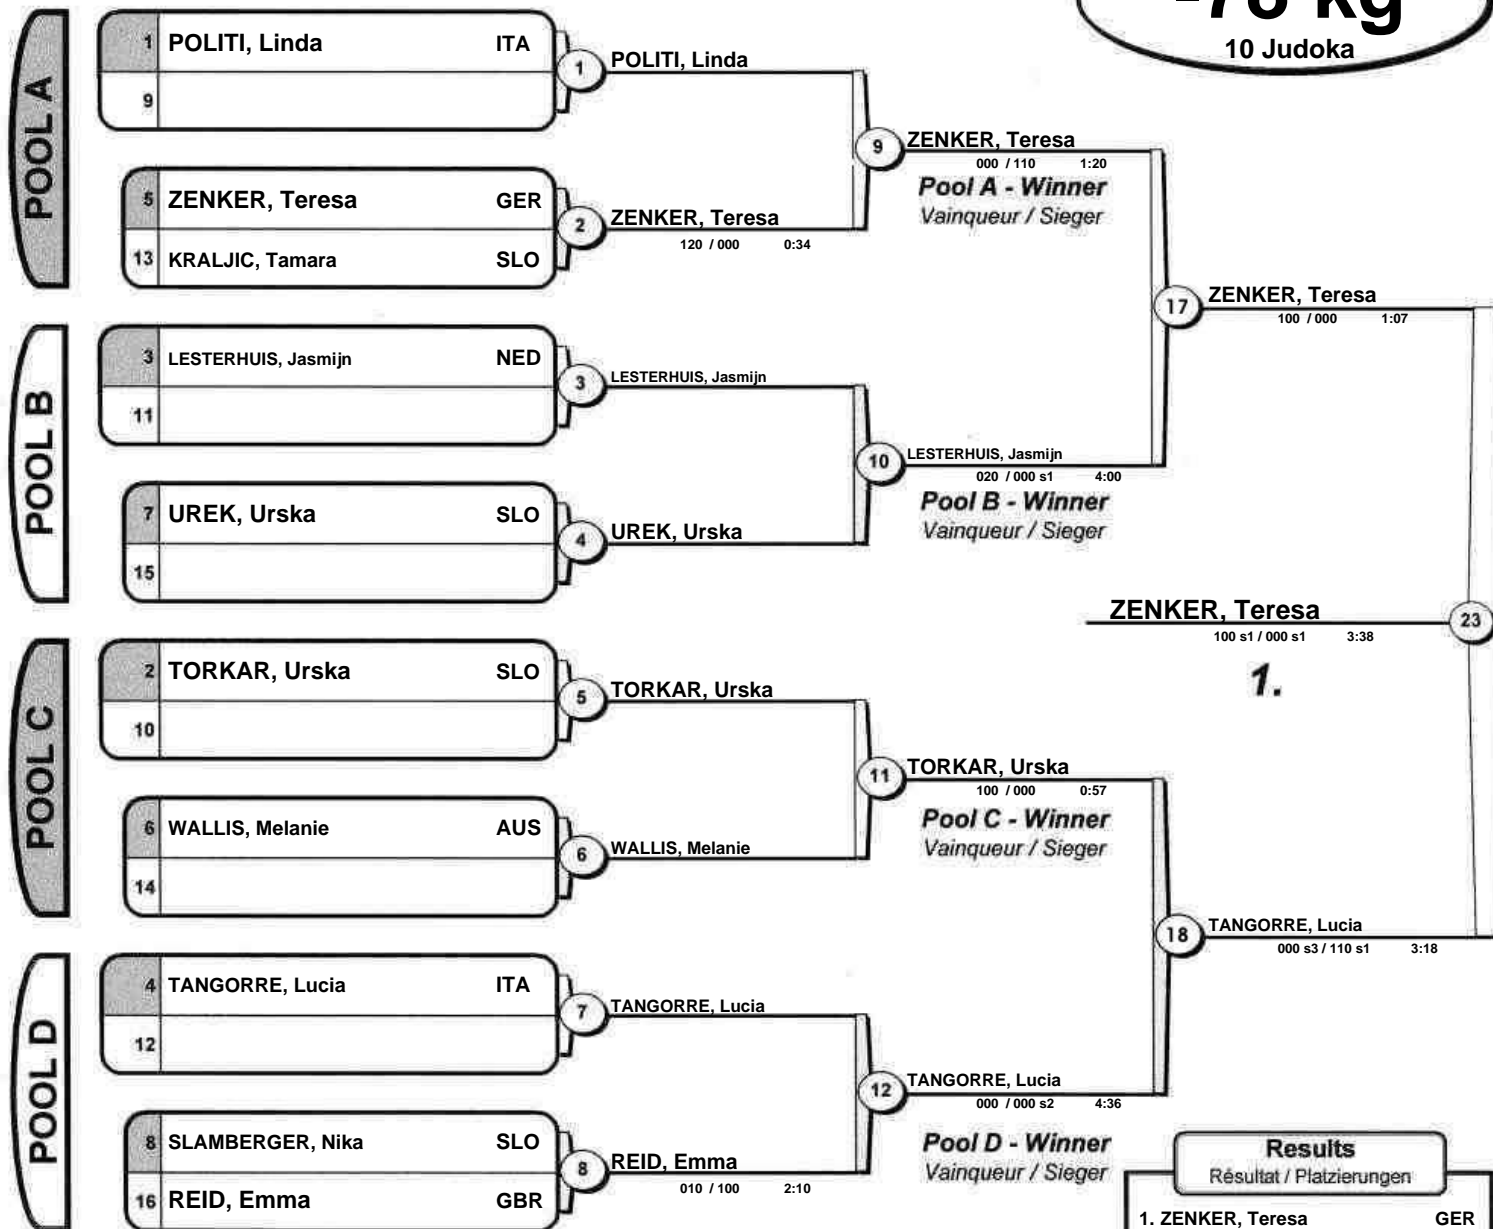 -78 kg
10 Judoka
POOL A
1 POLITI, Linda ITA
9
5 ZENKER, Teresa GER
13 KRALJIC, Tamara SLO
POOL B
3 LESTERHUIS, Jasmijn NED
11
7 UREK, Urska SLO
15
POOL C
2 TORKAR, Urska SLO
10
6 WALLIS, Melanie AUS
14
POOL D
4 TANGORRE, Lucia ITA
12
8 SLAMBERGER, Nika SLO
16 REID, Emma GBR
1 POLITI, Linda
2 ZENKER, Teresa
120 / 000 0:34
3 LESTERHUIS, Jasmijn
4 UREK, Urska
5 TORKAR, Urska
6 WALLIS, Melanie
7 TANGORRE, Lucia
8 REID, Emma
010 / 100 2:10
9 ZENKER, Teresa
000 / 110 1:20
Pool A - Winner
Vainqueur / Sieger
10 LESTERHUIS, Jasmijn
020 / 000 s1 4:00
Pool B - Winner
Vainqueur / Sieger
11 TORKAR, Urska
100 / 000 0:57
Pool C - Winner
Vainqueur / Sieger
12 TANGORRE, Lucia
000 / 000 s2 4:36
Pool D - Winner
Vainqueur / Sieger
17 ZENKER, Teresa
100 / 000 1:07
18 TANGORRE, Lucia
000 s3 / 110 s1 3:18
ZENKER, Teresa 23
100 s1 / 000 s1 3:38
1.
Results
Résultat / Platzierungen
1. ZENKER, Teresa GER